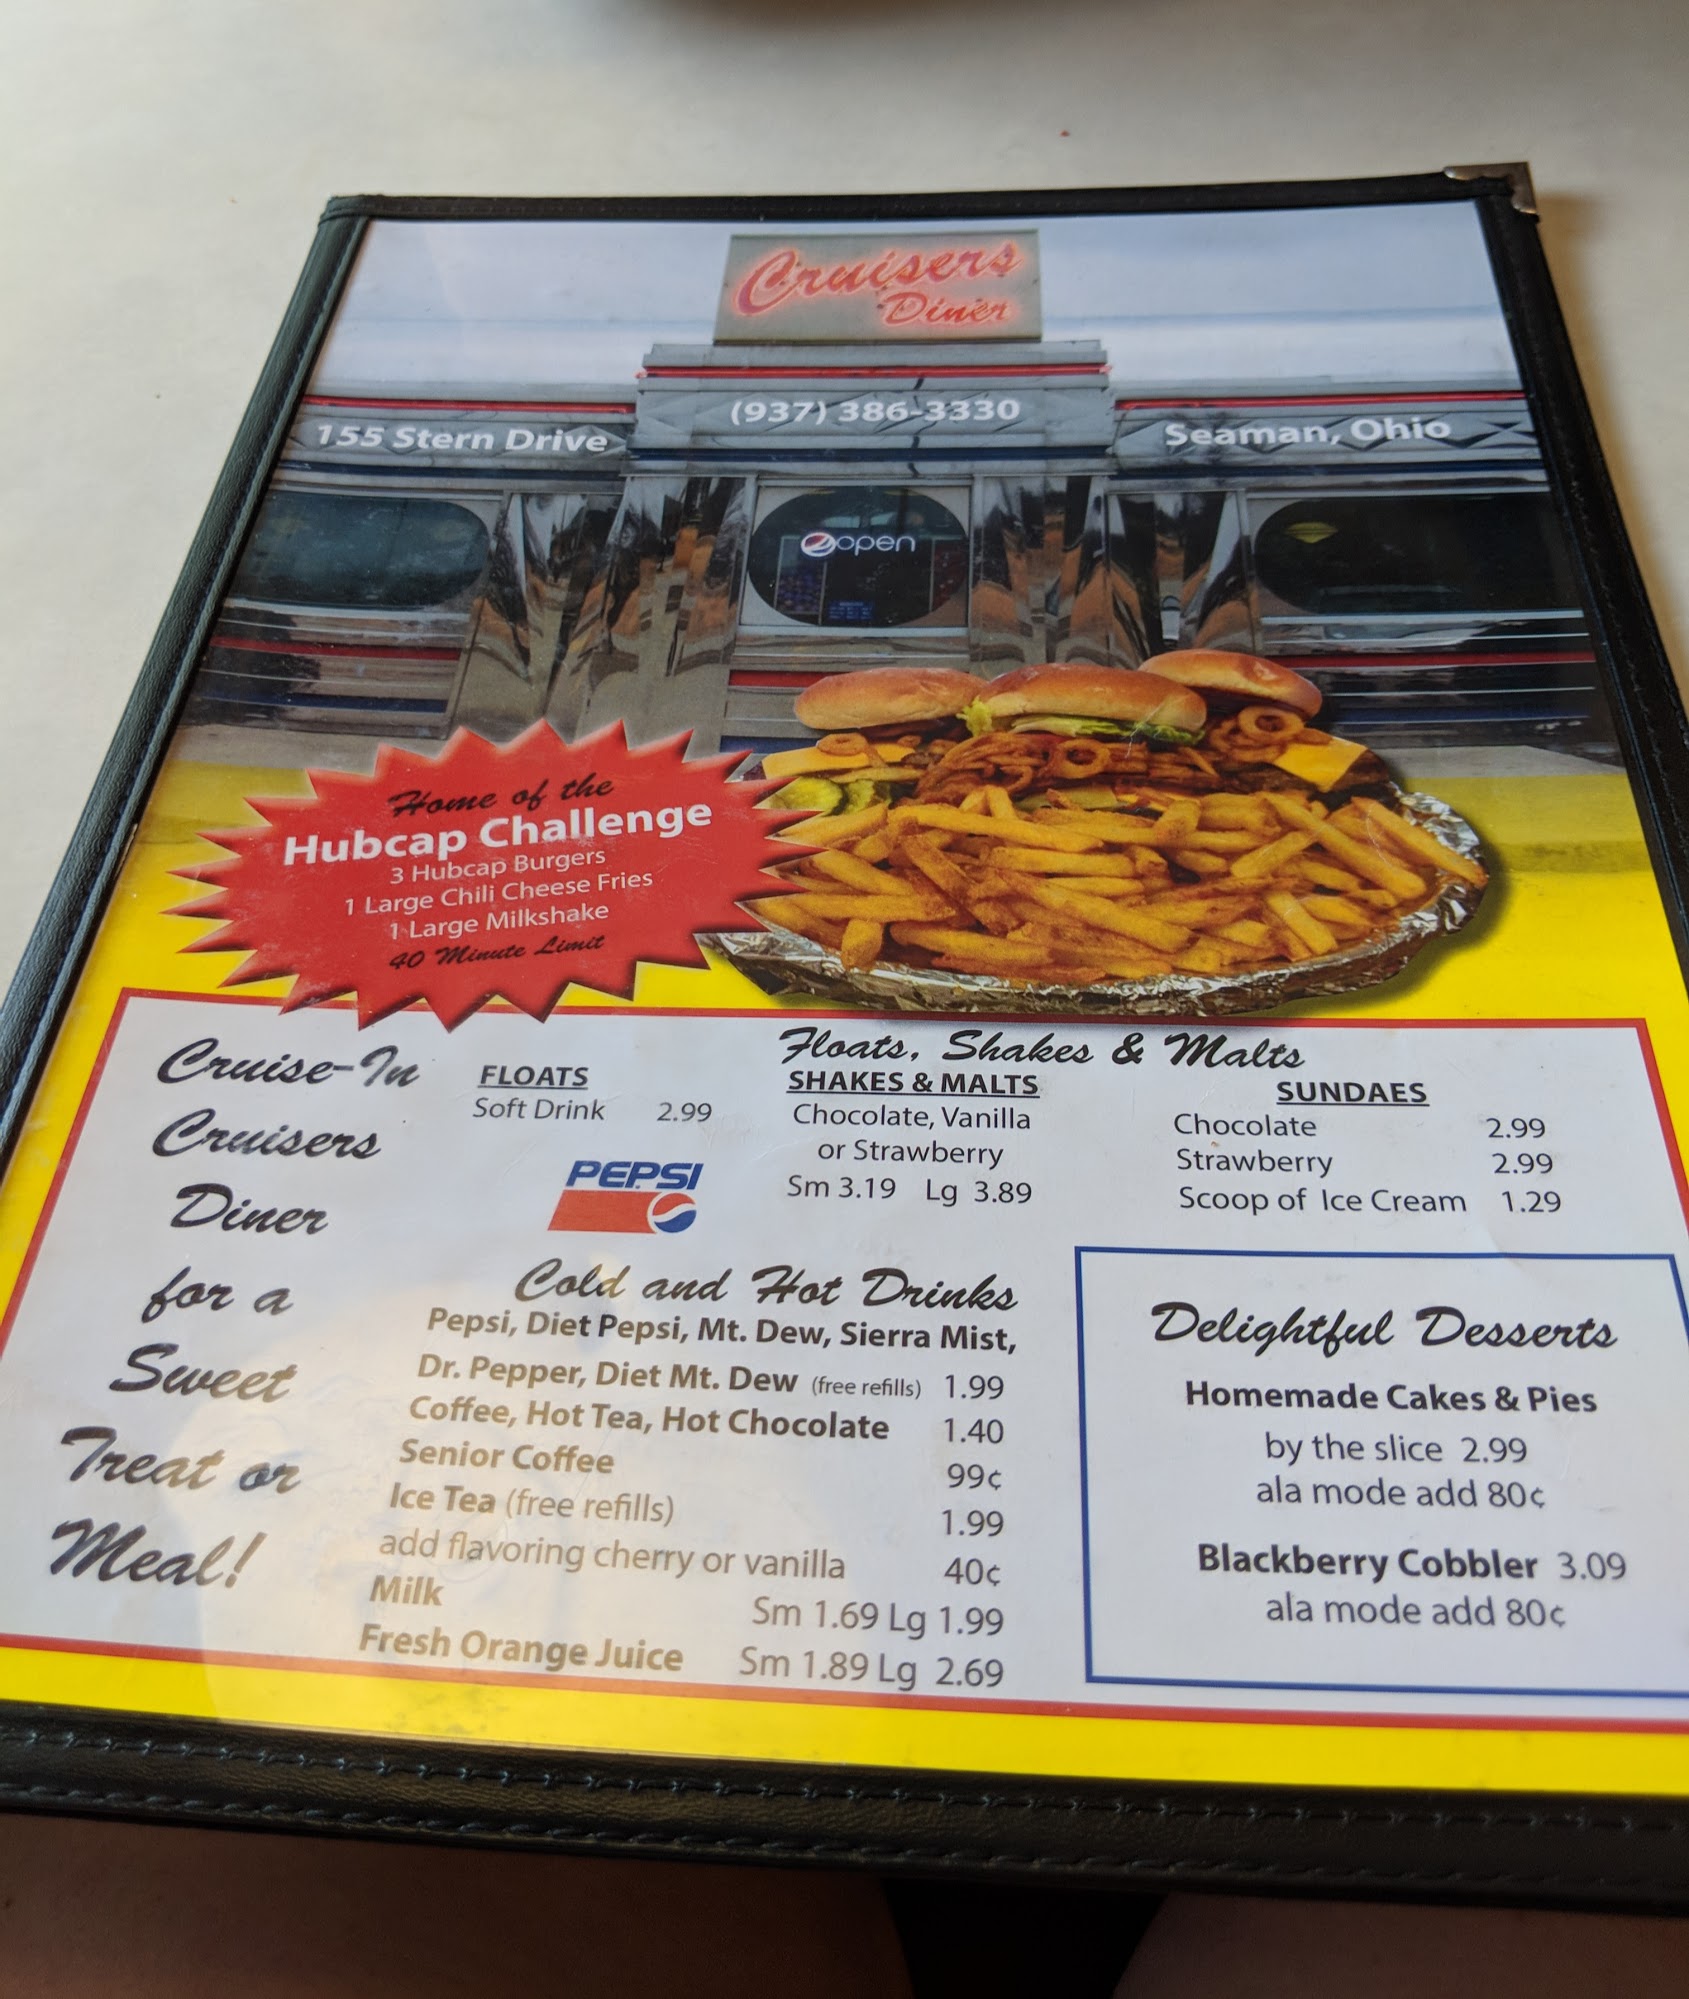 Cruisers
Diner
(937) 386-3330
155 Stern Drive
Seaman, Ohio
open
Home of the
Hubcap Challenge
3 Hubcap Burgers
1 Large Chili Cheese Fries
1 Large Milkshake
40 Minute Limit
Cruise-In
Cruisers
Diner
for a
Sweet
Treat or
Meal!
Floats, Shakes & Malts
FLOATS
Soft Drink 2.99
PEPSI
SHAKES & MALTS
Chocolate, Vanilla
or Strawberry
Sm 3.19 Lg 3.89
SUNDAES
Chocolate 2.99
Strawberry 2.99
Scoop of Ice Cream 1.29
Cold and Hot Drinks
Pepsi, Diet Pepsi, Mt. Dew, Sierra Mist,
Dr. Pepper, Diet Mt. Dew (free refills) 1.99
Coffee, Hot Tea, Hot Chocolate 1.40
Senior Coffee 99¢
Ice Tea (free refills) 1.99
add flavoring cherry or vanilla 40¢
Milk Sm 1.69 Lg 1.99
Fresh Orange Juice Sm 1.89 Lg 2.69
Delightful Desserts
Homemade Cakes & Pies
by the slice 2.99
ala mode add 80¢
Blackberry Cobbler 3.09
ala mode add 80¢